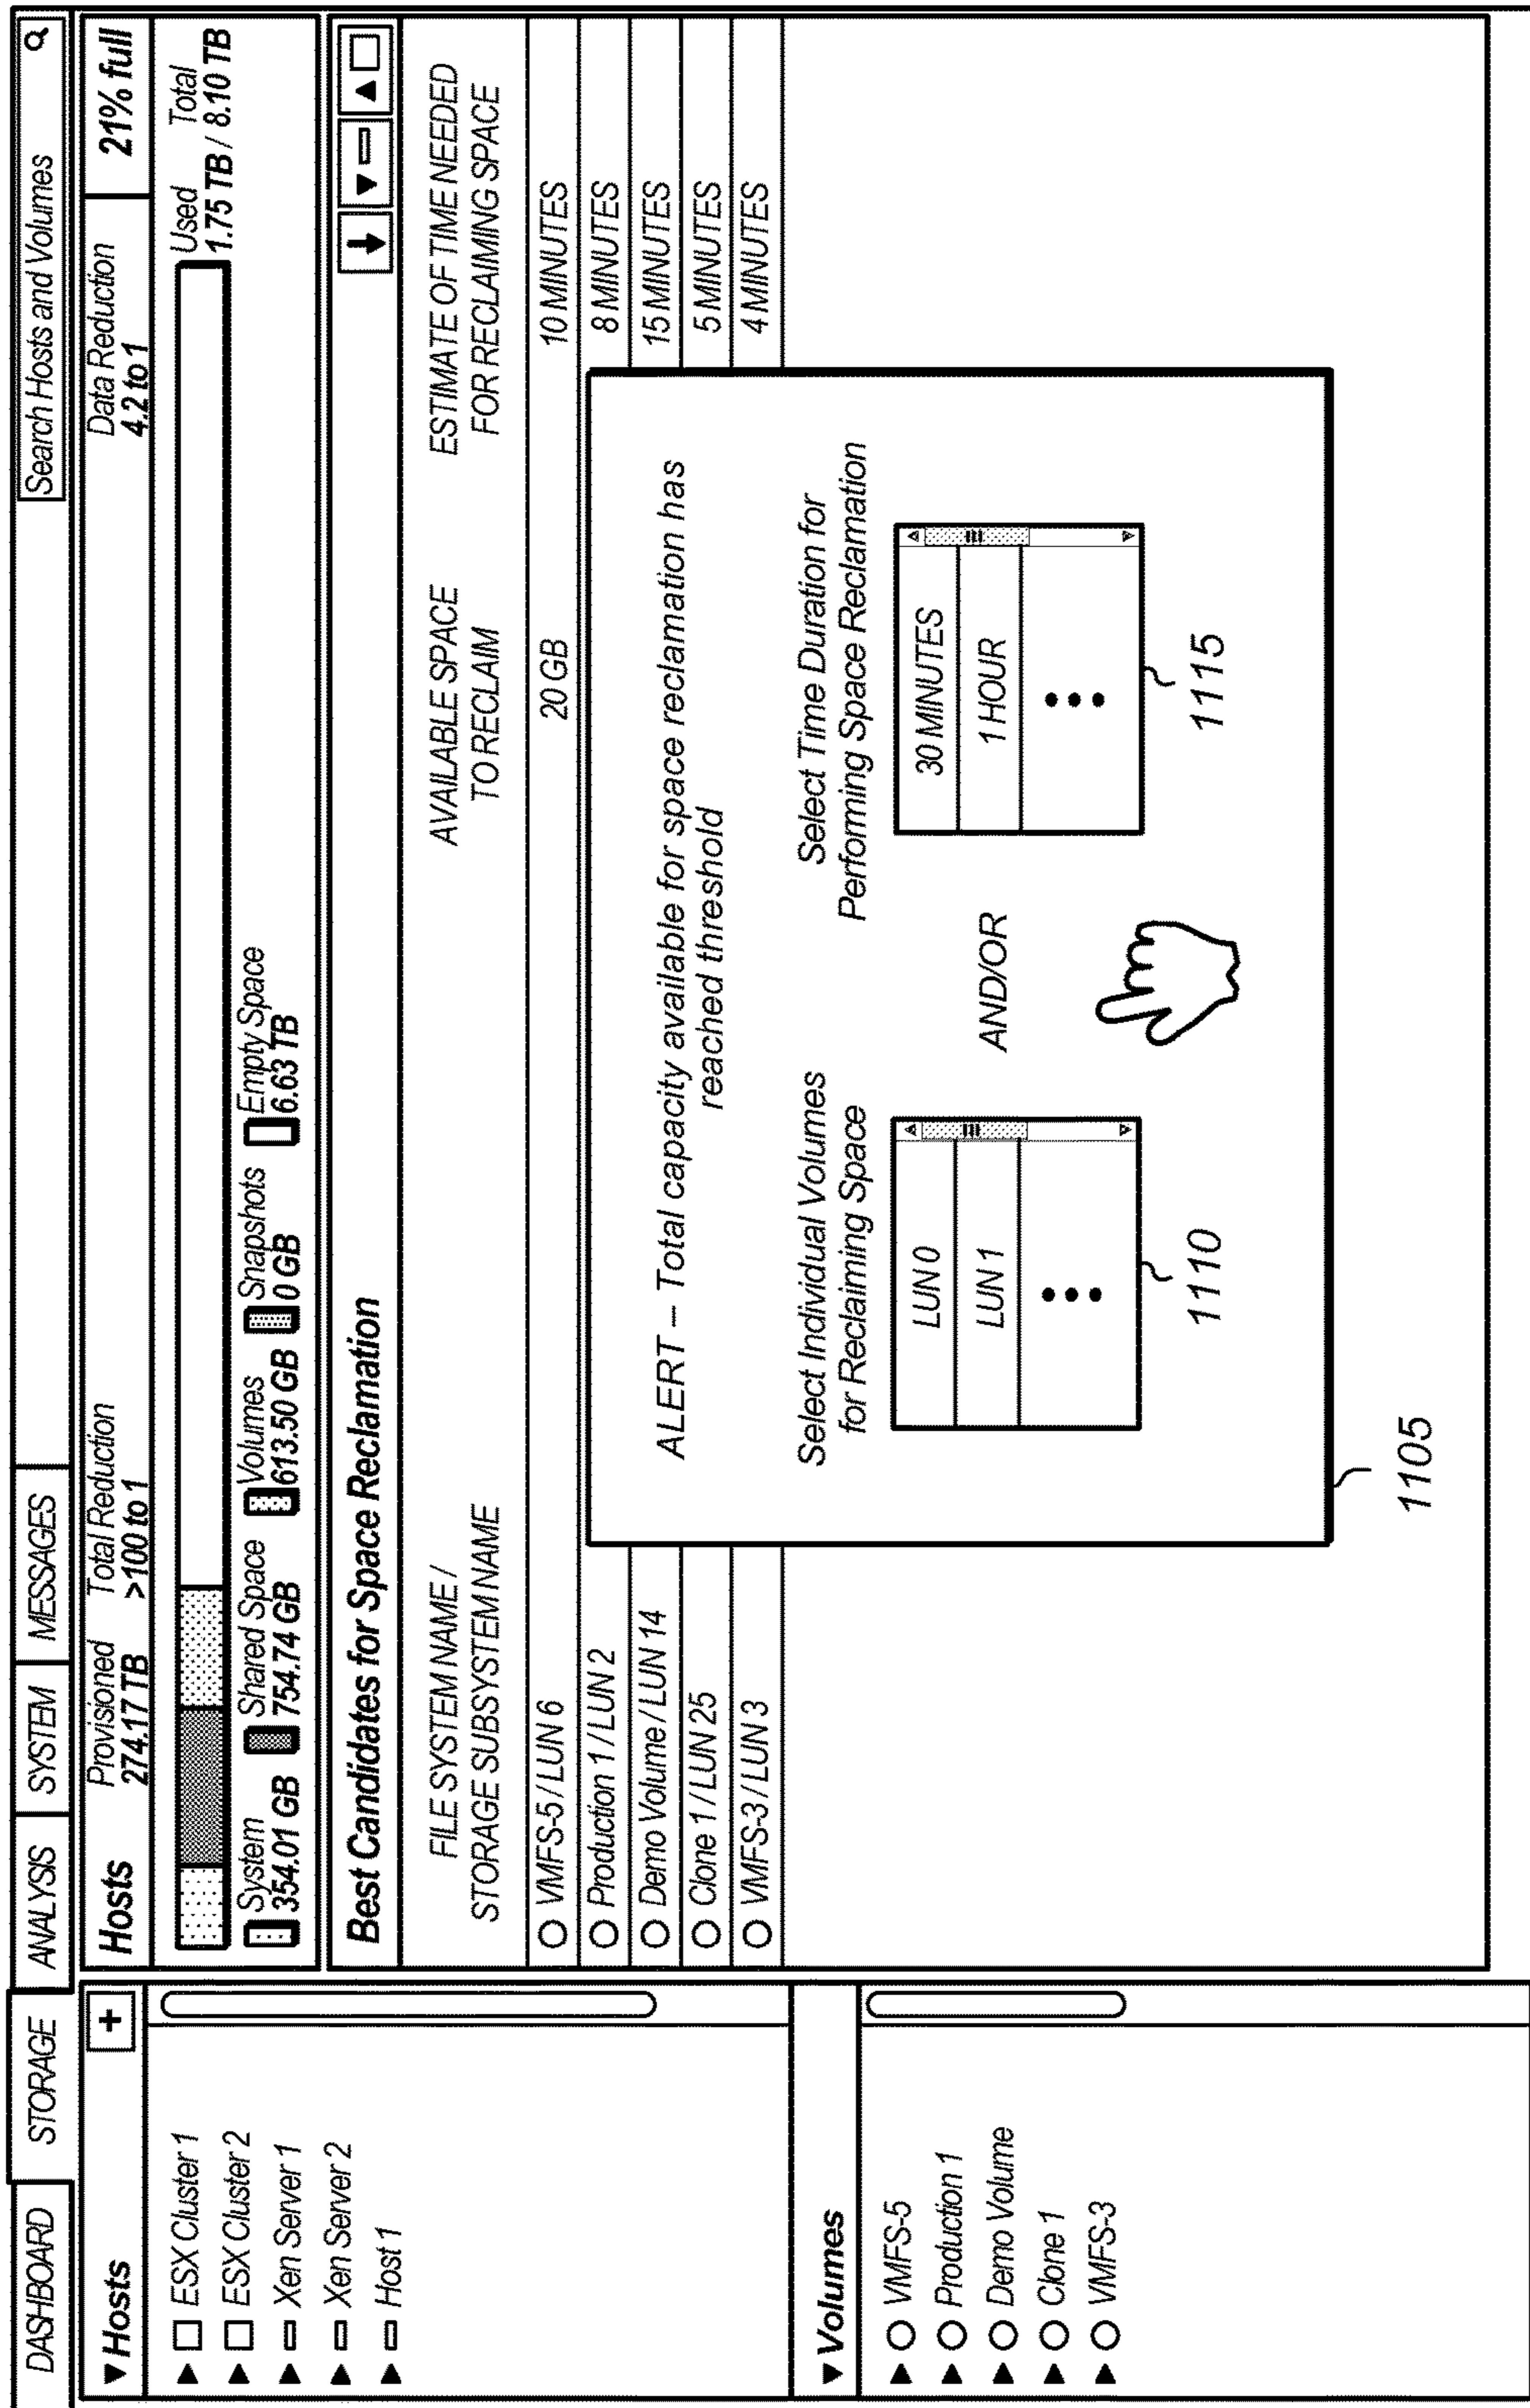 DASHBOARD
STORAGE
ANALYSIS
SYSTEM
MESSAGES
Search Hosts and Volumes
Hosts
+
ESX Cluster 1
ESX Cluster 2
Xen Server 1
Xen Server 2
Host 1
Volumes
VMFS-5
Production 1
Demo Volume
Clone 1
VMFS-3
Hosts
Provisioned
274.17 TB
Total Reduction
>100 to 1
Data Reduction
4.2 to 1
21% full
Used Total
1.75 TB / 8.10 TB
System
354.01 GB
Shared Space
754.74 GB
Volumes
613.50 GB
Snapshots
0 GB
Empty Space
6.63 TB
Best Candidates for Space Reclamation
FILE SYSTEM NAME /
STORAGE SUBSYSTEM NAME
AVAILABLE SPACE
TO RECLAIM
ESTIMATE OF TIME NEEDED
FOR RECLAIMING SPACE
VMFS-5 / LUN 6 20 GB 10 MINUTES
Production 1 / LUN 2 8 MINUTES
Demo Volume / LUN 14 15 MINUTES
Clone 1 / LUN 25 5 MINUTES
VMFS-3 / LUN 3 4 MINUTES
ALERT – Total capacity available for space reclamation has
reached threshold
Select Individual Volumes
for Reclaiming Space
LUN 0
LUN 1
1110
AND/OR
Select Time Duration for
Performing Space Reclamation
30 MINUTES
1 HOUR
1115
1105